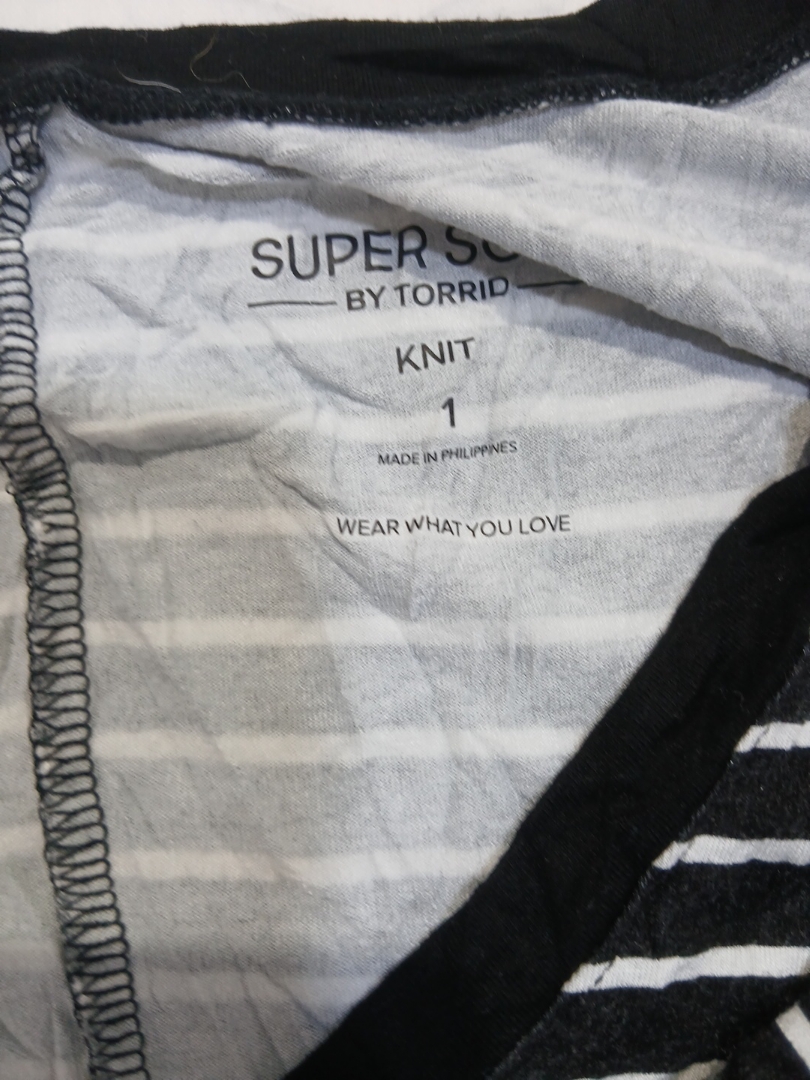 SUPER
BY TORRID
KNIT
1
MADE IN PHILIPPINES
WEAR WHAT YOU LOVE